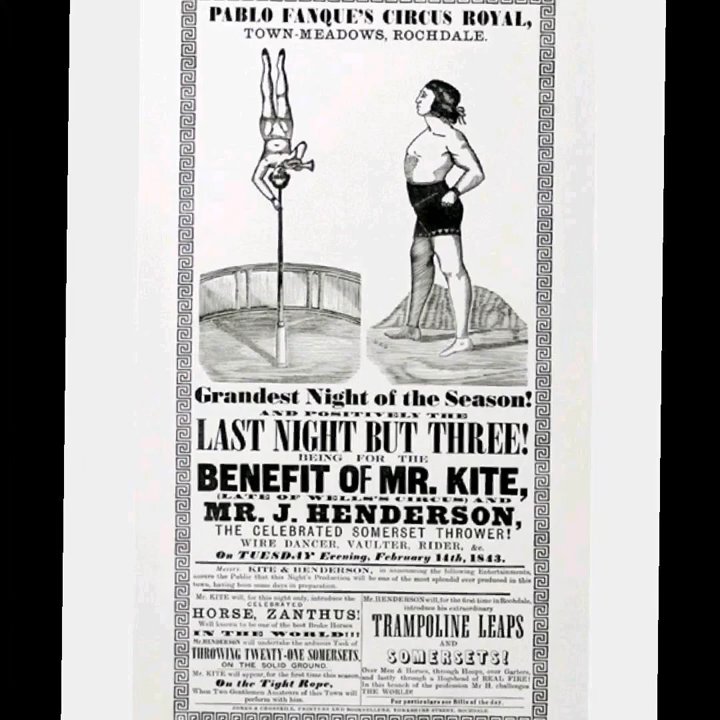 PABLO FANQUE'S CIRCUS ROYAL,
TOWN-MEADOWS, ROCHDALE.
Grandest Night of the Season!
AND POSITIVELY THE
LAST NIGHT BUT THREE!
BEING FOR THE
BENEFIT OF MR. KITE,
(LATE OF WELLS'S CIRCUS) AND
MR. J. HENDERSON,
THE CELEBRATED SOMERSET THROWER!
WIRE DANCER, VAULTER, RIDER, &c.
On TUESDAY Evening, February 14th, 1843.
Messrs. KITE & HENDERSON, in announcing the following Entertainments,
assure the Public that this Night's Production will be one of the most splendid ever produced in this
town, having been some days in preparation.
Mr. KITE will, for this night only, introduce the
CELEBRATED
HORSE, ZANTHUS!
Well known to be one of the best Broke Horses
IN THE WORLD!!!
Mr. HENDERSON will undertake the arduous Task of
THROWING TWENTY-ONE SOMERSETS,
ON THE SOLID GROUND.
Mr. KITE will appear, for the first time this season,
On the Tight Rope,
When Two Gentlemen Amateurs of this Town will
perform with him.
Mr. HENDERSON will, for the first time in Rochdale,
introduce his extraordinary
TRAMPOLINE LEAPS
AND
SOMERSETS!
Over Men & Horses, through Hoops, over Garters,
and lastly through a Hogshead of REAL FIRE!
In this branch of the profession Mr H. challenges
THE WORLD!
For particulars see Bills of the day.
JONES & CROSSKILL, PRINTERS AND BOOKSELLERS, YORKSHIRE STREET, ROCHDALE.